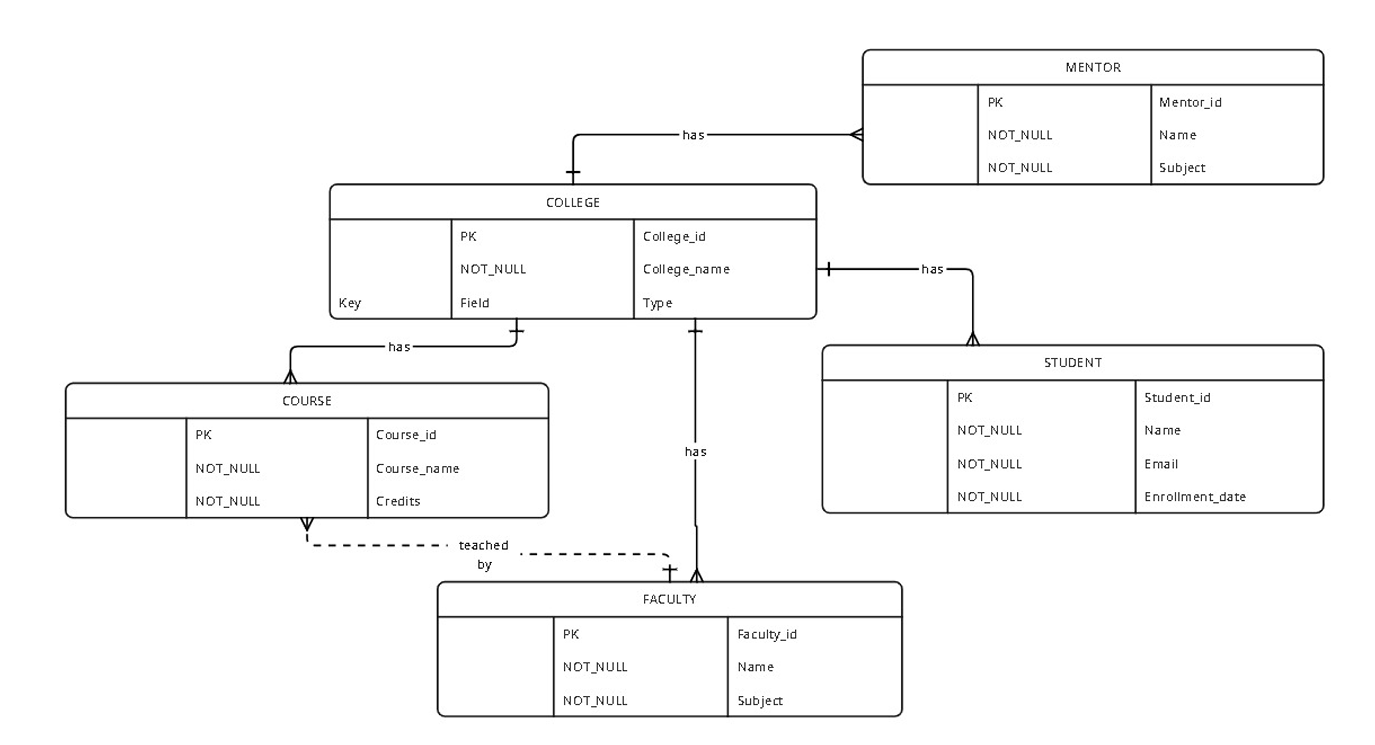 MENTOR
PK Mentor_id
NOT_NULL Name
NOT_NULL Subject
has
COLLEGE
PK College_id
NOT_NULL College_name
Key Field Type
has
has
has
STUDENT
PK Student_id
NOT_NULL Name
NOT_NULL Email
NOT_NULL Enrollment_date
COURSE
PK Course_id
NOT_NULL Course_name
NOT_NULL Credits
teached
by
FACULTY
PK Faculty_id
NOT_NULL Name
NOT_NULL Subject